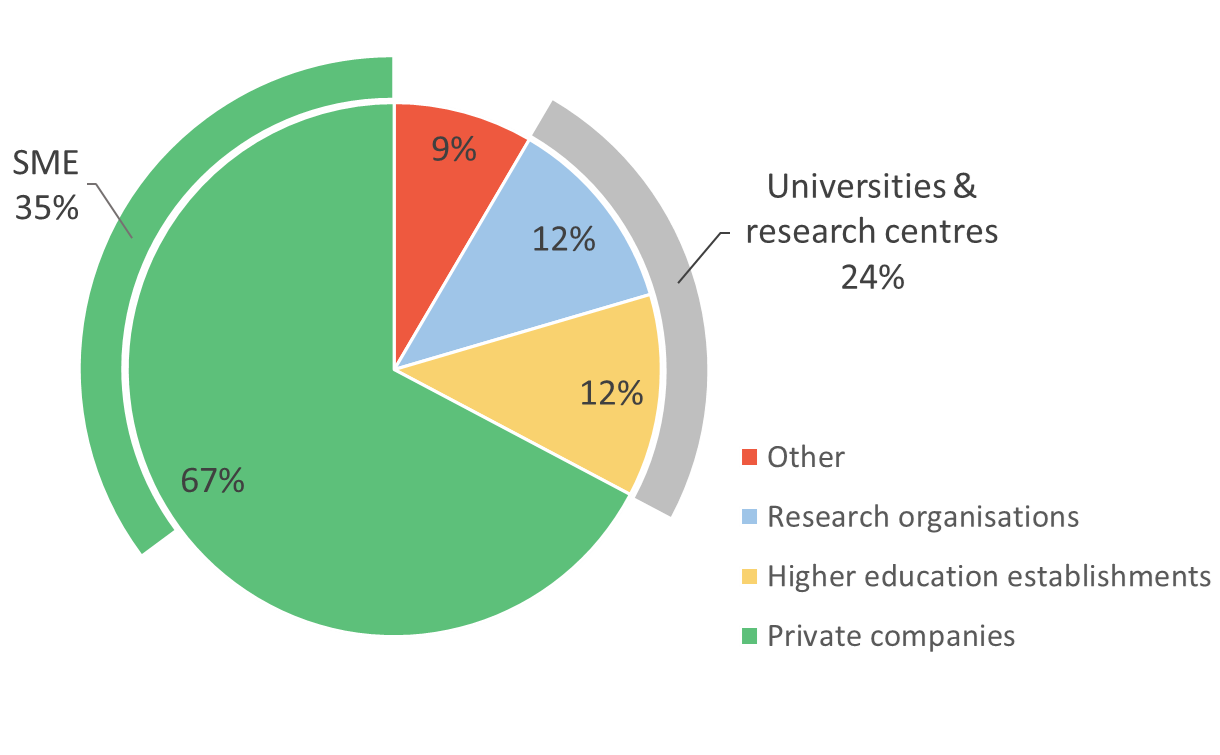 SME
35%
9%
12%
12%
67%
Universities &
research centres
24%
Other
Research organisations
Higher education establishments
Private companies